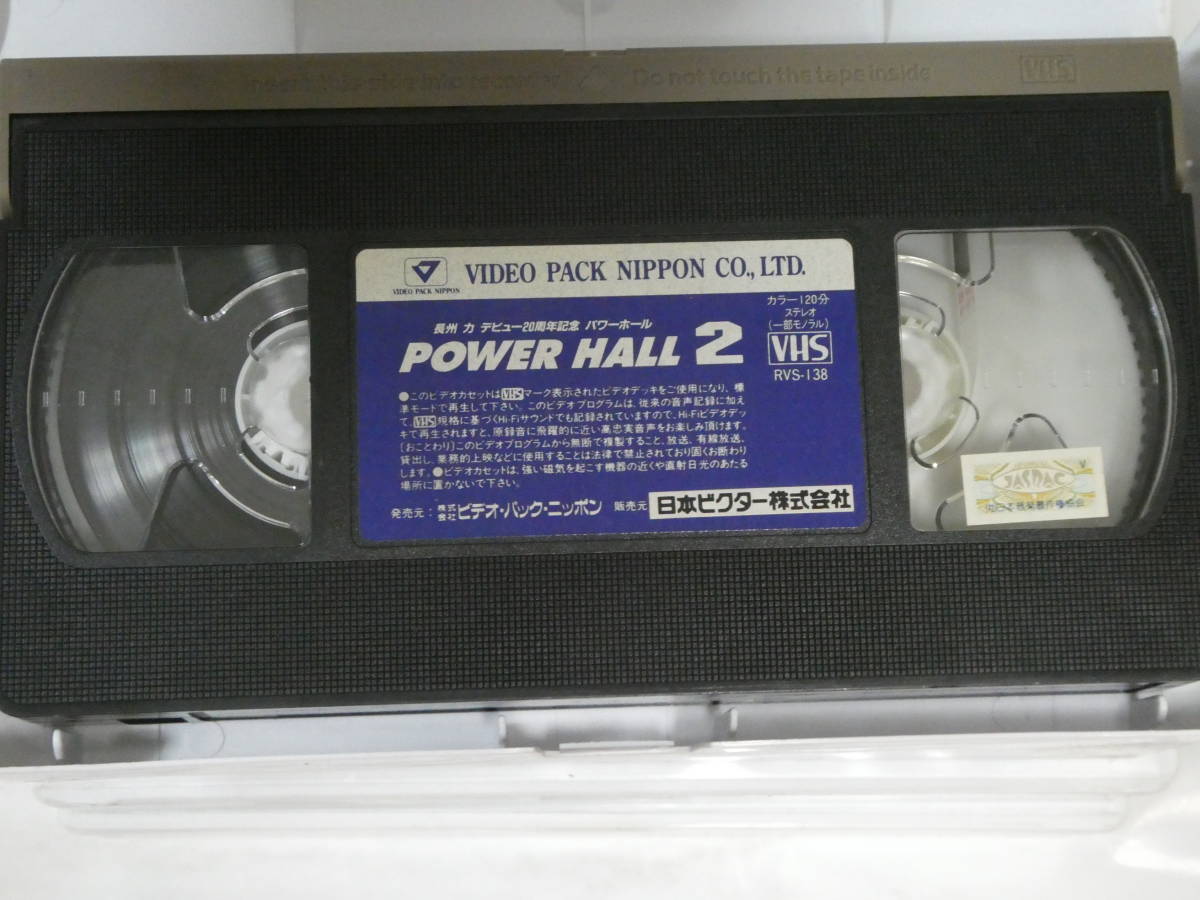 Insert this side into recorder
Do not touch the tape inside
VHS
VIDEO PACK NIPPON
VIDEO PACK NIPPON CO., LTD.
長州 力 デビュー20周年記念 パワーホール
POWER HALL 2
カラー120分
ステレオ
(一部モノラル)
VHS
RVS-138
●このビデオカセットはVHSマーク表示されたビデオデッキをご使用になり、標
準モードで再生して下さい。このビデオプログラムは、従来の音声記録に加え
て、VHS規格に基づくHi-Fiサウンドでも記録されていますので、Hi-Fiビデオデッ
キで再生されますと、原録音に飛躍的に近い高忠実音声をお楽しみ頂けます。
[おことわり]このビデオプログラムから無断で複製すること、放送、有線放送、
貸出し、業務的上映などに使用することは法律で禁止されており固くお断わり
します。●ビデオカセットは、強い磁気を起こす機器の近くや直射日光のあたる
場所に置かないで下さい。
発売元:株式会社ビデオ・パック・ニッポン 販売元 日本ビクター株式会社
JASRAC